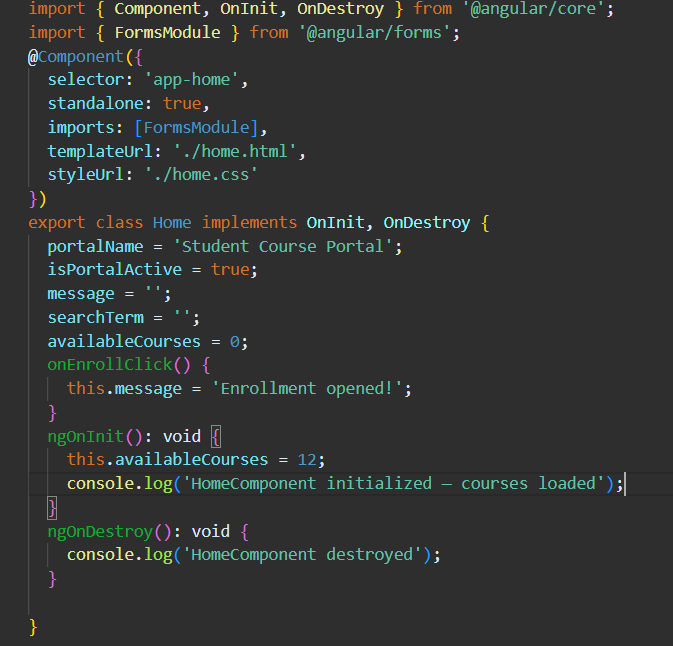 import { Component, OnInit, OnDestroy } from '@angular/core';
import { FormsModule } from '@angular/forms';
@Component({
  selector: 'app-home',
  standalone: true,
  imports: [FormsModule],
  templateUrl: './home.html',
  styleUrl: './home.css'
})
export class Home implements OnInit, OnDestroy {
  portalName = 'Student Course Portal';
  isPortalActive = true;
  message = '';
  searchTerm = '';
  availableCourses = 0;
  onEnrollClick() {
    this.message = 'Enrollment opened!';
  }
  ngOnInit(): void {
    this.availableCourses = 12;
    console.log('HomeComponent initialized – courses loaded');
  }
  ngOnDestroy(): void {
    console.log('HomeComponent destroyed');
  }

}